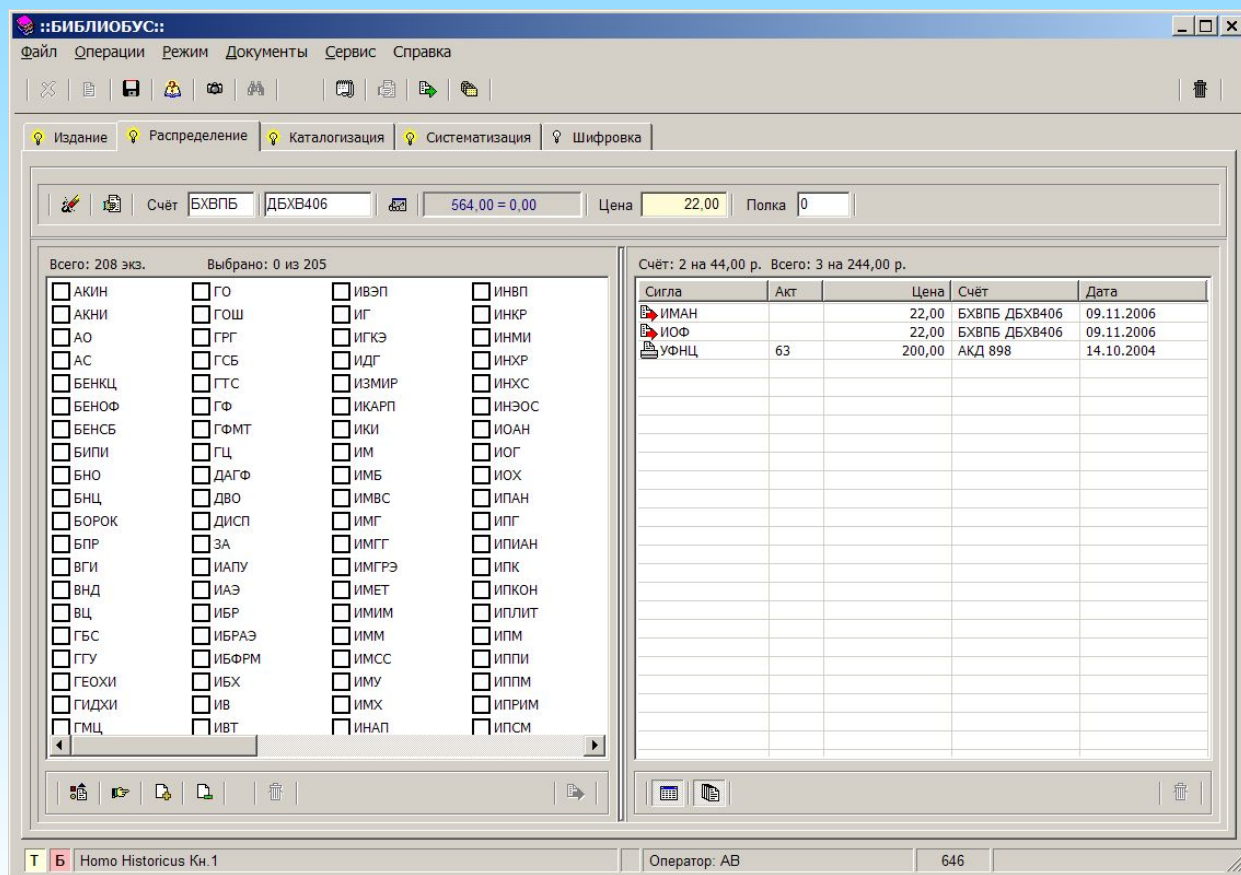 ::БИБЛИОБУС::
Файл Операции Режим Документы Сервис Справка
Издание Распределение Каталогизация Систематизация Шифровка
Счёт БХВПБ ДБХВ406 564,00 = 0,00 Цена 22,00 Полка 0
Всего: 208 экз. Выбрано: 0 из 205
АКИН ГО ИВЭП ИНВП
АКНИ ГОШ ИГ ИНКР
АО ГРГ ИГКЭ ИНМИ
АС ГСБ ИДГ ИНХР
БЕНКЦ ГТС ИЗМИР ИНХС
БЕНОФ ГФ ИКАРП ИНЭОС
БЕНСБ ГФМТ ИКИ ИОАН
БИПИ ГЦ ИМ ИОГ
БНО ДАГФ ИМБ ИОХ
БНЦ ДВО ИМВС ИПАН
БОРОК ДИСП ИМГ ИПГ
БПР ЗА ИМГГ ИПИАН
ВГИ ИАПУ ИМГРЭ ИПК
ВНД ИАЭ ИМЕТ ИПКОН
ВЦ ИБР ИМИМ ИПЛИТ
ГБС ИБРАЭ ИММ ИПМ
ГГУ ИБФРМ ИМСС ИППИ
ГЕОХИ ИБХ ИМУ ИППМ
ГИДХИ ИВ ИМХ ИПРИМ
ГМЦ ИВТ ИНАП ИПСМ
Счёт: 2 на 44,00 р. Всего: 3 на 244,00 р.
Сигла Акт Цена Счёт Дата
ИМАН 22,00 БХВПБ ДБХВ406 09.11.2006
ИОФ 22,00 БХВПБ ДБХВ406 09.11.2006
УФНЦ 63 200,00 АКД 898 14.10.2004
Т Б Homo Historicus Кн.1 Оператор: АВ 646